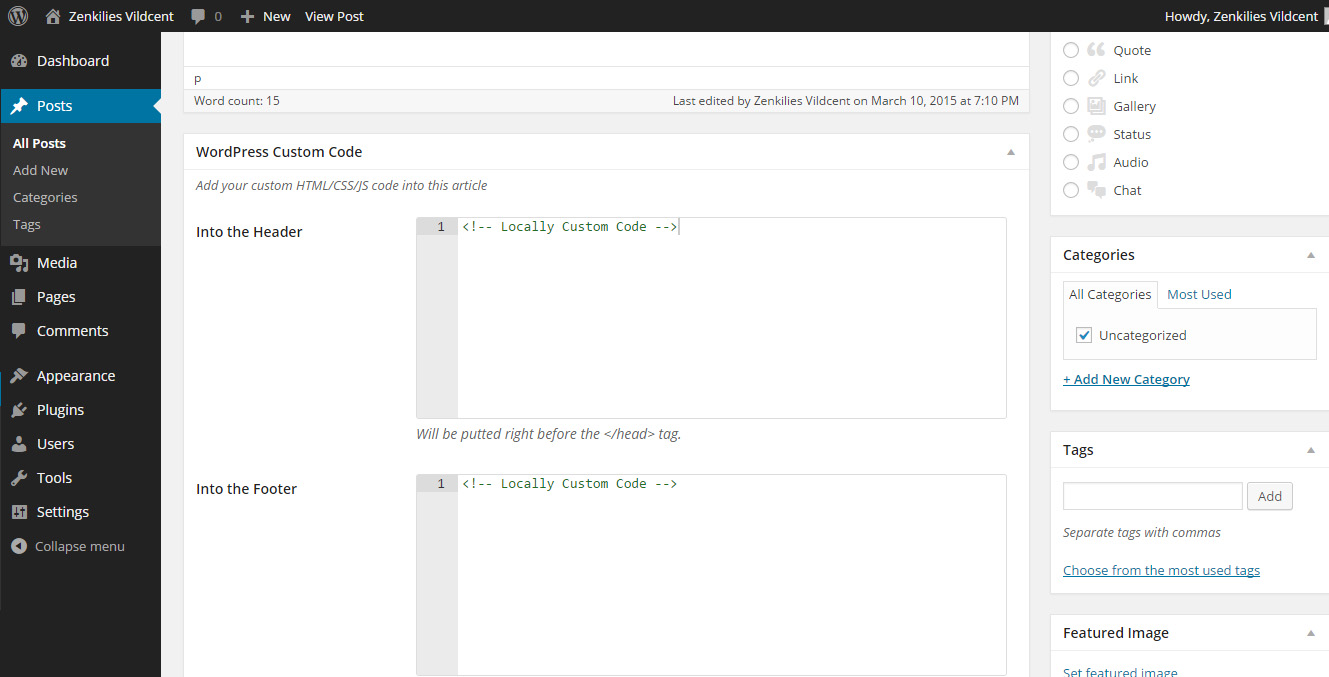 Zenkilies Vildcent 0 New View Post Howdy, Zenkilies Vildcent
Dashboard
Posts
All Posts
Add New
Categories
Tags
Media
Pages
Comments
Appearance
Plugins
Users
Tools
Settings
Collapse menu
p
Word count: 15 Last edited by Zenkilies Vildcent on March 10, 2015 at 7:10 PM
WordPress Custom Code
Add your custom HTML/CSS/JS code into this article
Into the Header
1 <!-- Locally Custom Code -->
Will be putted right before the </head> tag.
Into the Footer
1 <!-- Locally Custom Code -->
Quote
Link
Gallery
Status
Audio
Chat
Categories
All Categories Most Used
Uncategorized
+ Add New Category
Tags
Add
Separate tags with commas
Choose from the most used tags
Featured Image
Set featured image